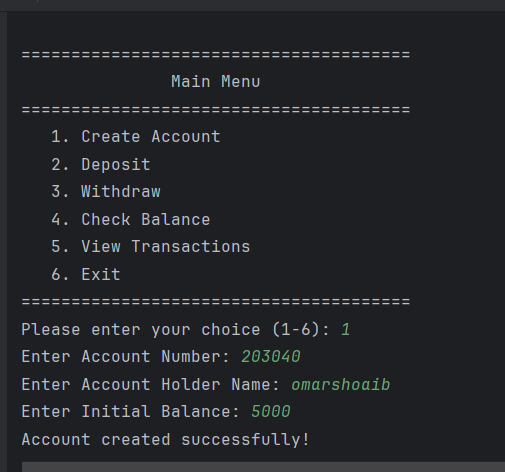 =======================================
Main Menu
=======================================
1. Create Account
2. Deposit
3. Withdraw
4. Check Balance
5. View Transactions
6. Exit
=======================================
Please enter your choice (1-6): 1
Enter Account Number: 203040
Enter Account Holder Name: omarshoaib
Enter Initial Balance: 5000
Account created successfully!